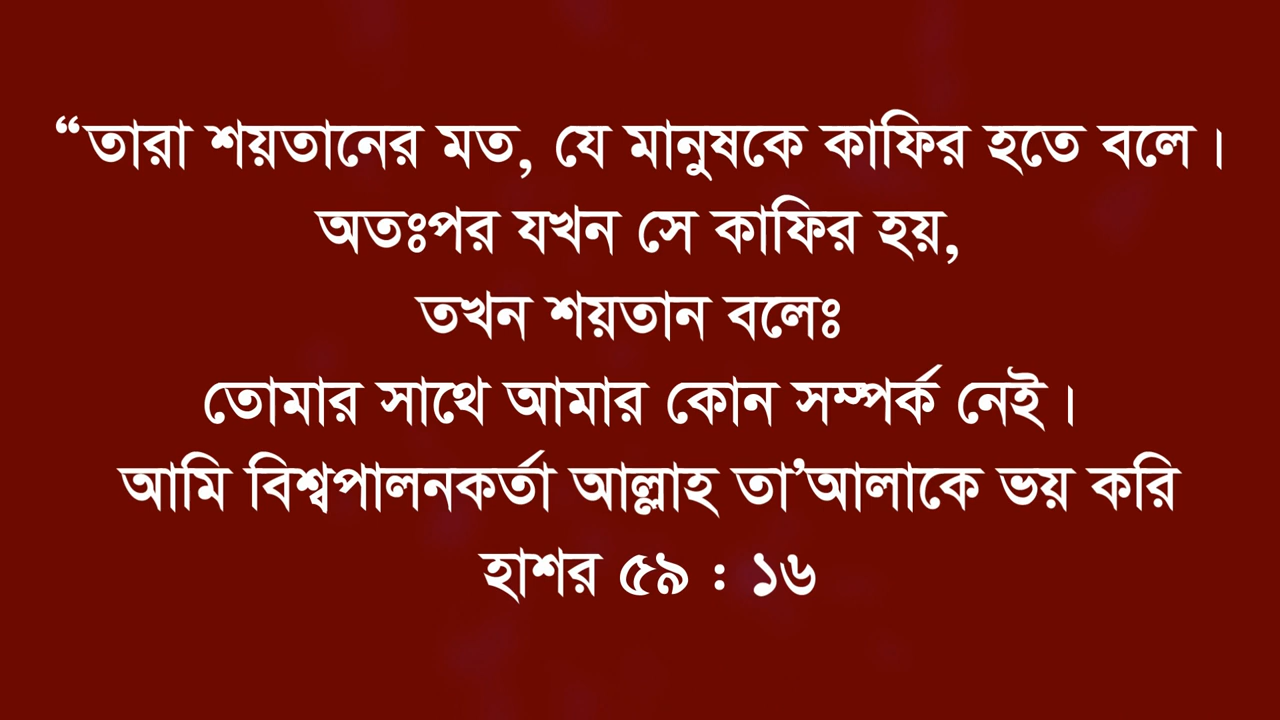 “তারা শয়তানের মত, যে মানুষকে কাফির হতে বলে।
অতঃপর যখন সে কাফির হয়,
তখন শয়তান বলেঃ
তোমার সাথে আমার কোন সম্পর্ক নেই।
আমি বিশ্বপালনকর্তা আল্লাহ তা’আলাকে ভয় করি
হাশর ৫৯ : ১৬